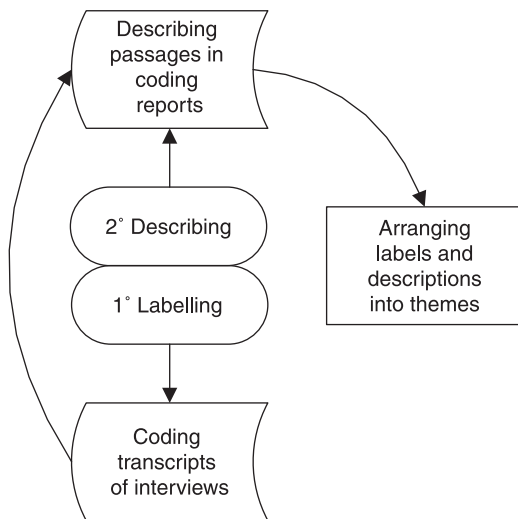 Describing
passages in
coding
reports
2° Describing
1° Labelling
Arranging
labels and
descriptions
into themes
Coding
transcripts
of interviews